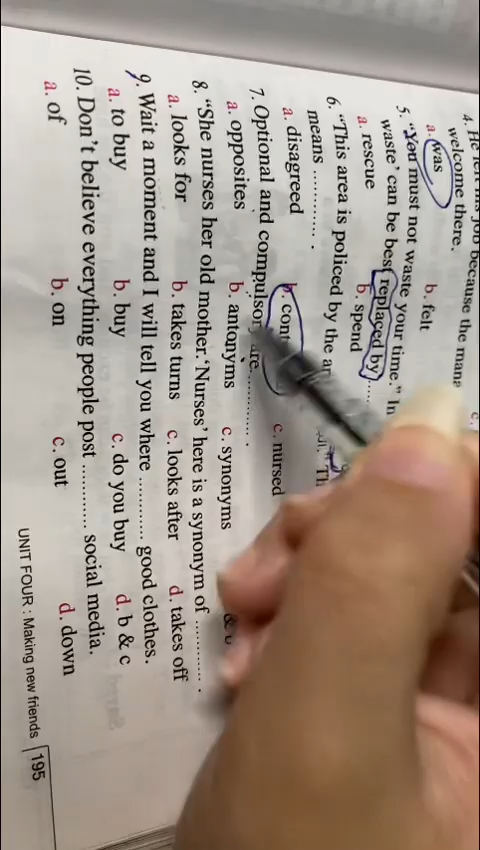 4. He left his job because the
welcome there.
a. was b. felt c.
5. "You must not waste your time." In
waste' can be best replaced by ....
a. rescue b. spend
6. "This area is policed by the
means ............ .
a. disagreed b. c. nursed
7. Optional and compulsory are ............ .
a. opposites b. antonyms c. synonyms
8. "She nurses her old mother.'Nurses' here is a synonym of ............ .
a. looks for b. takes turns c. looks after d. takes off
9. Wait a moment and I will tell you where ............ good clothes.
a. to buy b. buy c. do you buy d. b & c
10. Don't believe everything people post ............ social media.
a. of b. on c. out d. down
UNIT FOUR : Making new friends 195